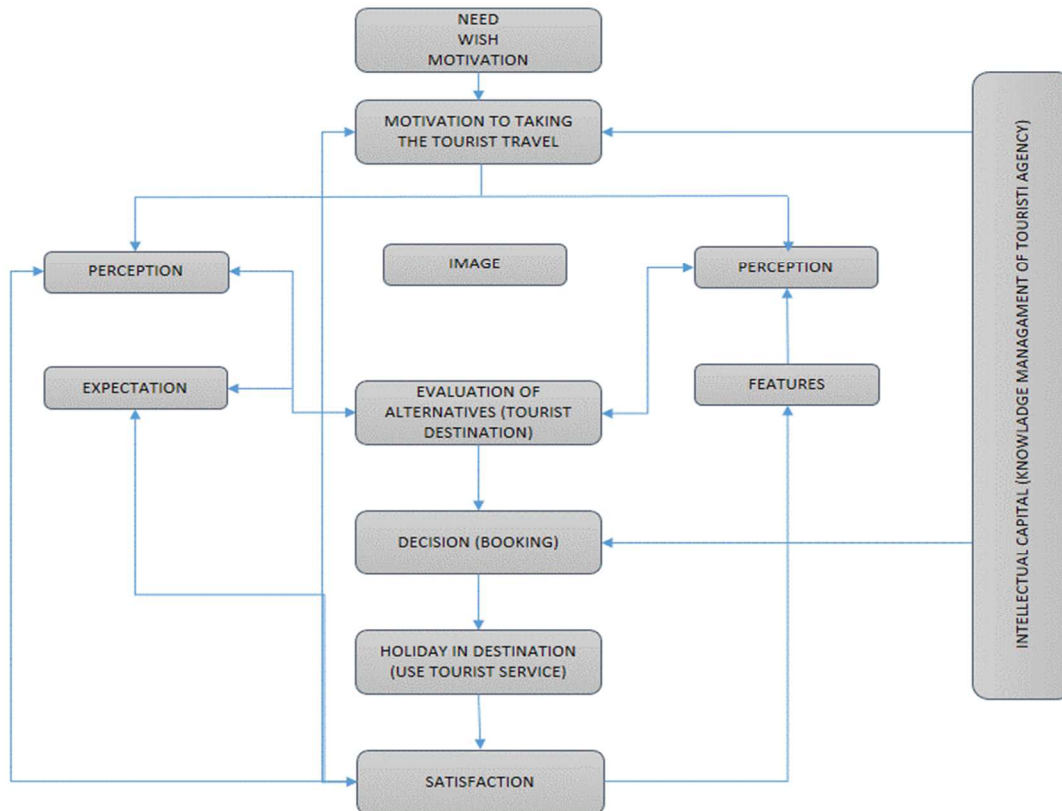 NEED
WISH
MOTIVATION
MOTIVATION TO TAKING
THE TOURIST TRAVEL
PERCEPTION
IMAGE
PERCEPTION
EXPECTATION
EVALUATION OF
ALTERNATIVES (TOURIST
DESTINATION)
FEATURES
DECISION (BOOKING)
HOLIDAY IN DESTINATION
(USE TOURIST SERVICE)
SATISFACTION
INTELLECTUAL CAPITAL (KNOWLADGE MANAGAMENT OF TOURISTI AGENCY)